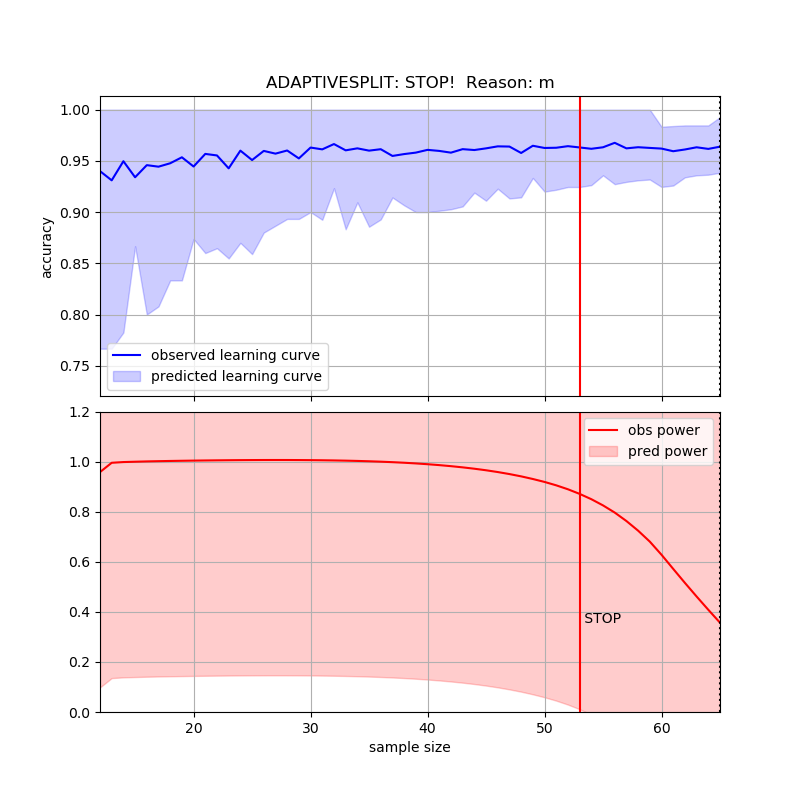 ADAPTIVESPLIT: STOP!  Reason: m
1.00
0.95
0.90
0.85
0.80
0.75
accuracy
observed learning curve
predicted learning curve
1.2
1.0
0.8
0.6
0.4
0.2
0.0
obs power
pred power
STOP
20 30 40 50 60
sample size